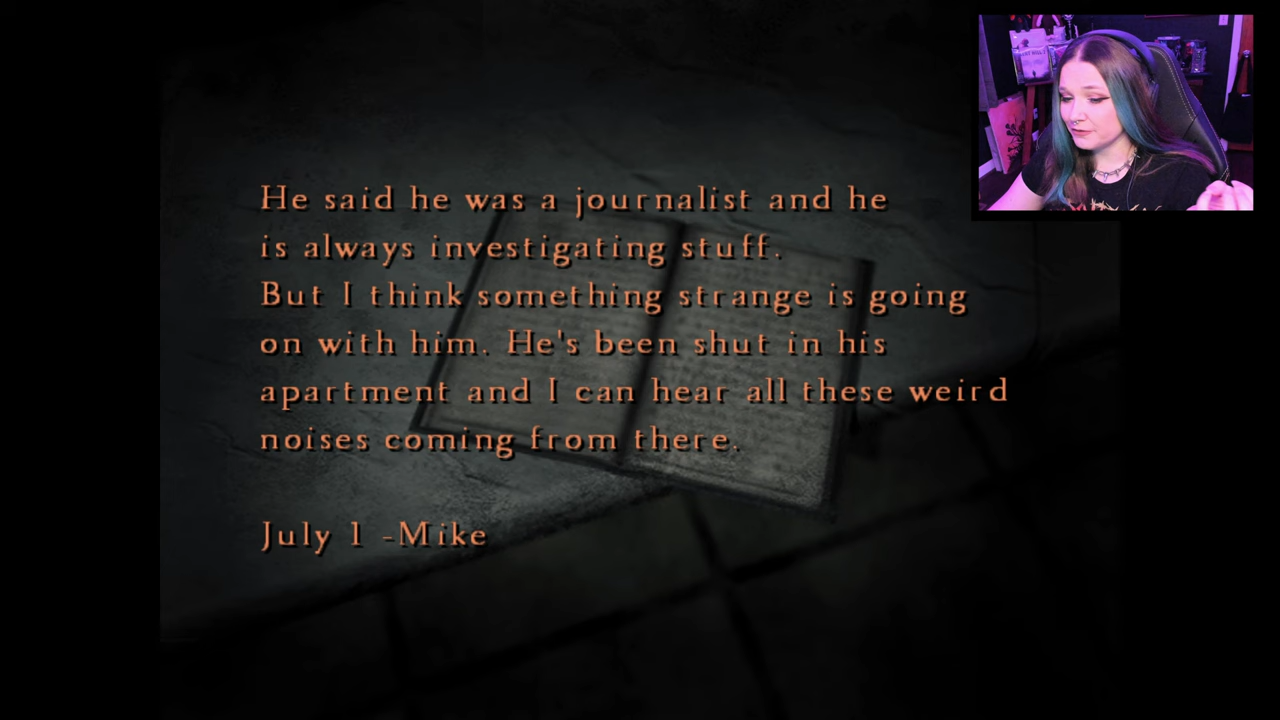 He said he was a journalist and he
is always investigating stuff.
But I think something strange is going
on with him. He's been shut in his
apartment and I can hear all these weird
noises coming from there.
July 1 -Mike